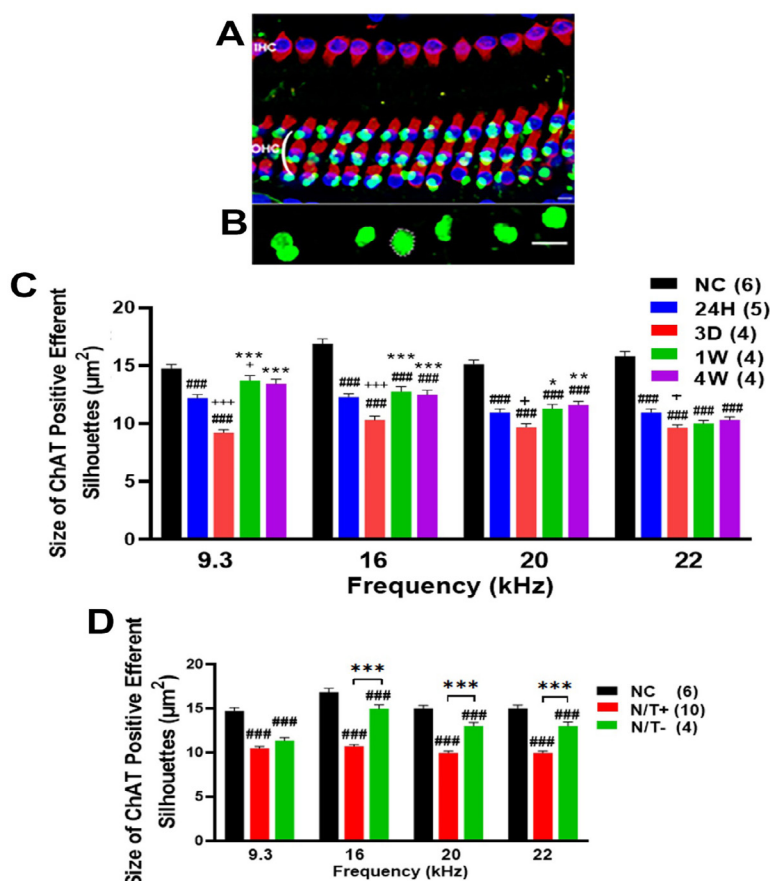 A
IHC
OHC
B
C
Size of ChAT Positive Efferent
Silhouettes (µm²)
20
15
10
5
0
NC (6)
24H (5)
3D (4)
1W (4)
4W (4)
###
+++
###
***
+
***
###
+++
###
***
###
***
###
###
+
###
*
###
**
###
###
+
###
###
###
9.3 16 20 22
Frequency (kHz)
D
Size of ChAT Positive Efferent
Silhouettes (µm²)
20
15
10
5
0
NC (6)
N/T+ (10)
N/T- (4)
###
###
***
###
###
***
###
###
***
###
###
9.3 16 20 22
Frequency (kHz)